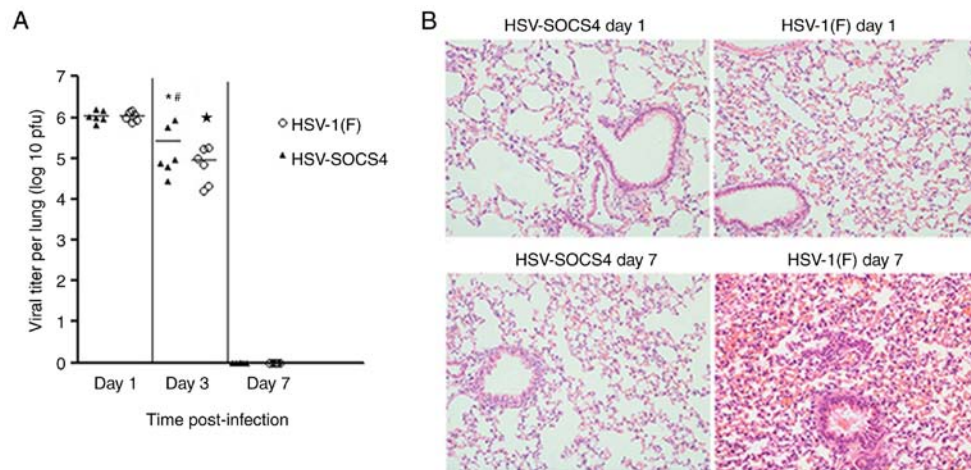 A
Viral titer per lung (log 10 pfu)
7
6
5
4
3
2
1
0
* #
★
HSV-1(F)
HSV-SOCS4
Day 1 Day 3 Day 7
Time post-infection
B
HSV-SOCS4 day 1
HSV-1(F) day 1
HSV-SOCS4 day 7
HSV-1(F) day 7